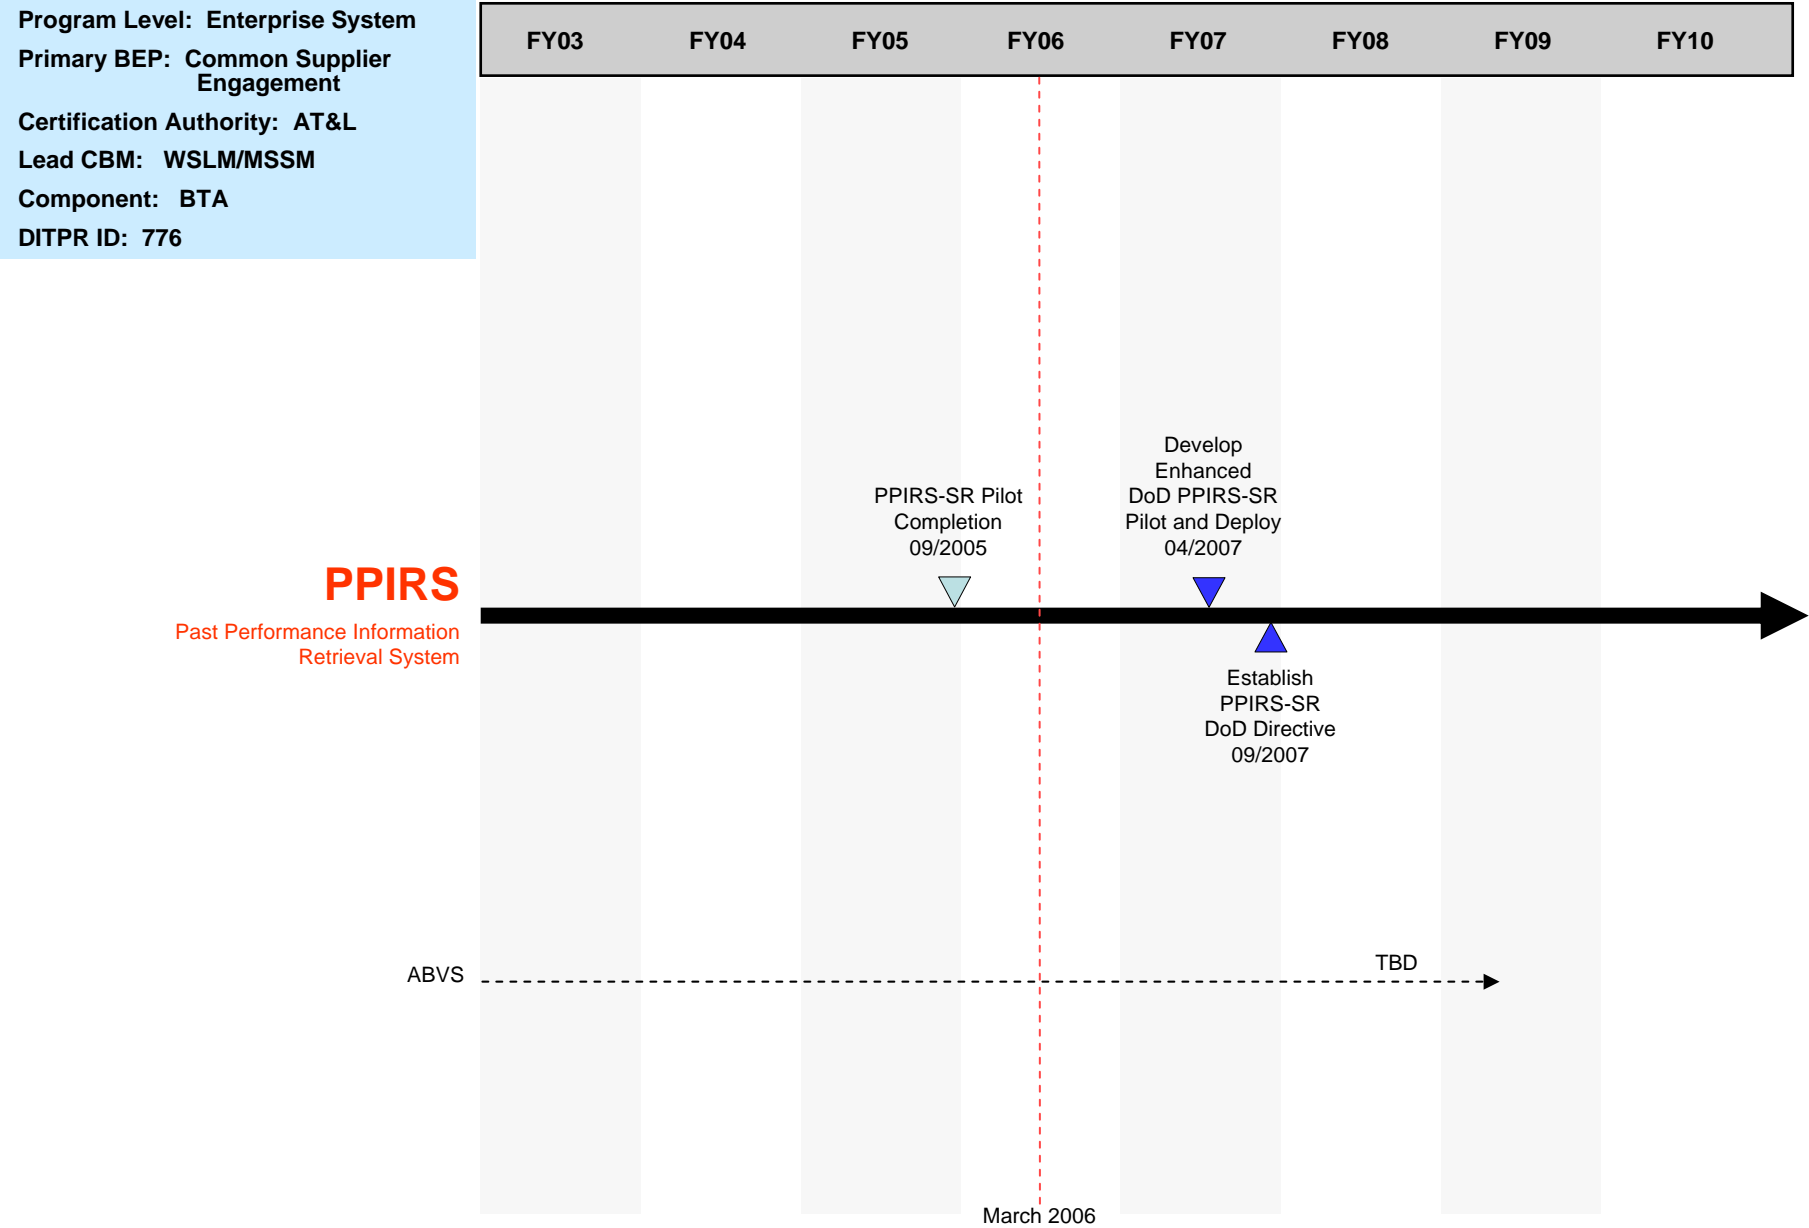 Program Level: Enterprise System
Primary BEP: Common Supplier
Engagement
Certification Authority: AT&L
Lead CBM: WSLM/MSSM
Component: BTA
DITPR ID: 776
FY03 FY04 FY05 FY06 FY07 FY08 FY09 FY10
PPIRS-SR Pilot
Completion
09/2005
Develop
Enhanced
DoD PPIRS-SR
Pilot and Deploy
04/2007
PPIRS
Past Performance Information
Retrieval System
Establish
PPIRS-SR
DoD Directive
09/2007
ABVS
TBD
March 2006